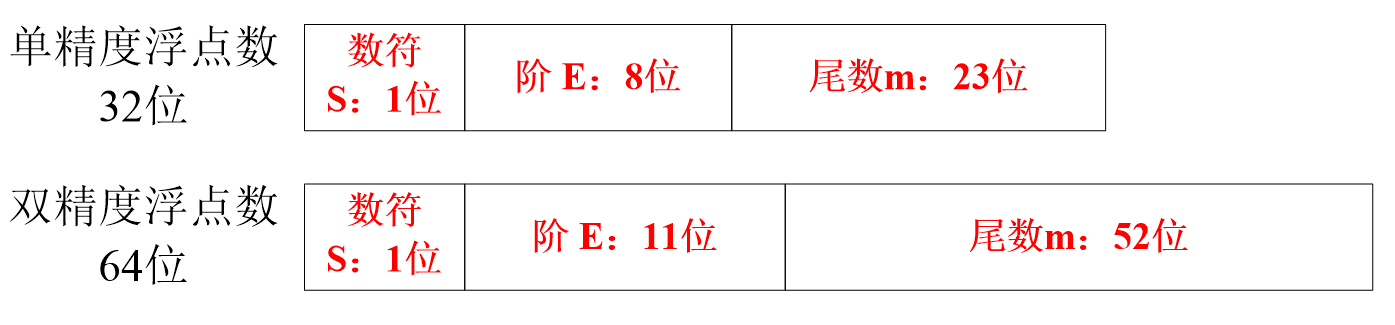 单精度浮点数
32位
数符
S：1位
阶 E：8位
尾数m：23位
双精度浮点数
64位
数符
S：1位
阶 E：11位
尾数m：52位